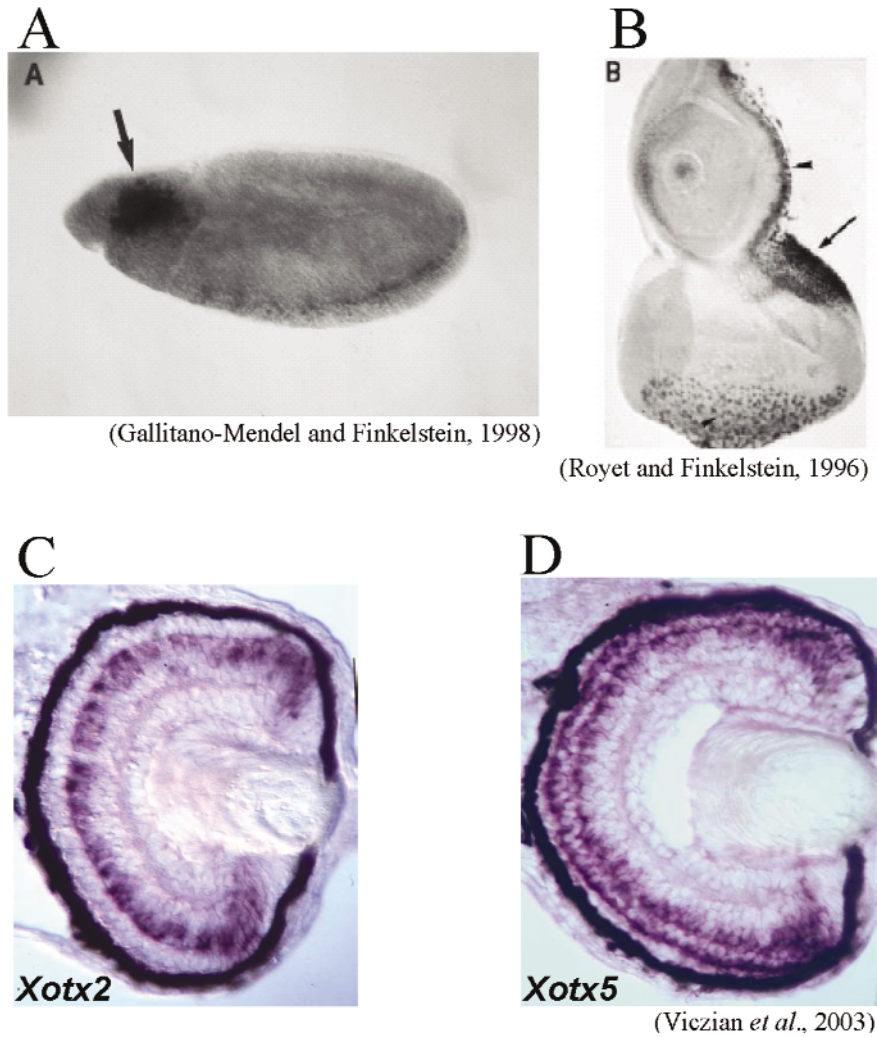 A
B
A
B
(Gallitano-Mendel and Finkelstein, 1998)
(Royet and Finkelstein, 1996)
C
D
Xotx2
Xotx5
(Viczian et al., 2003)